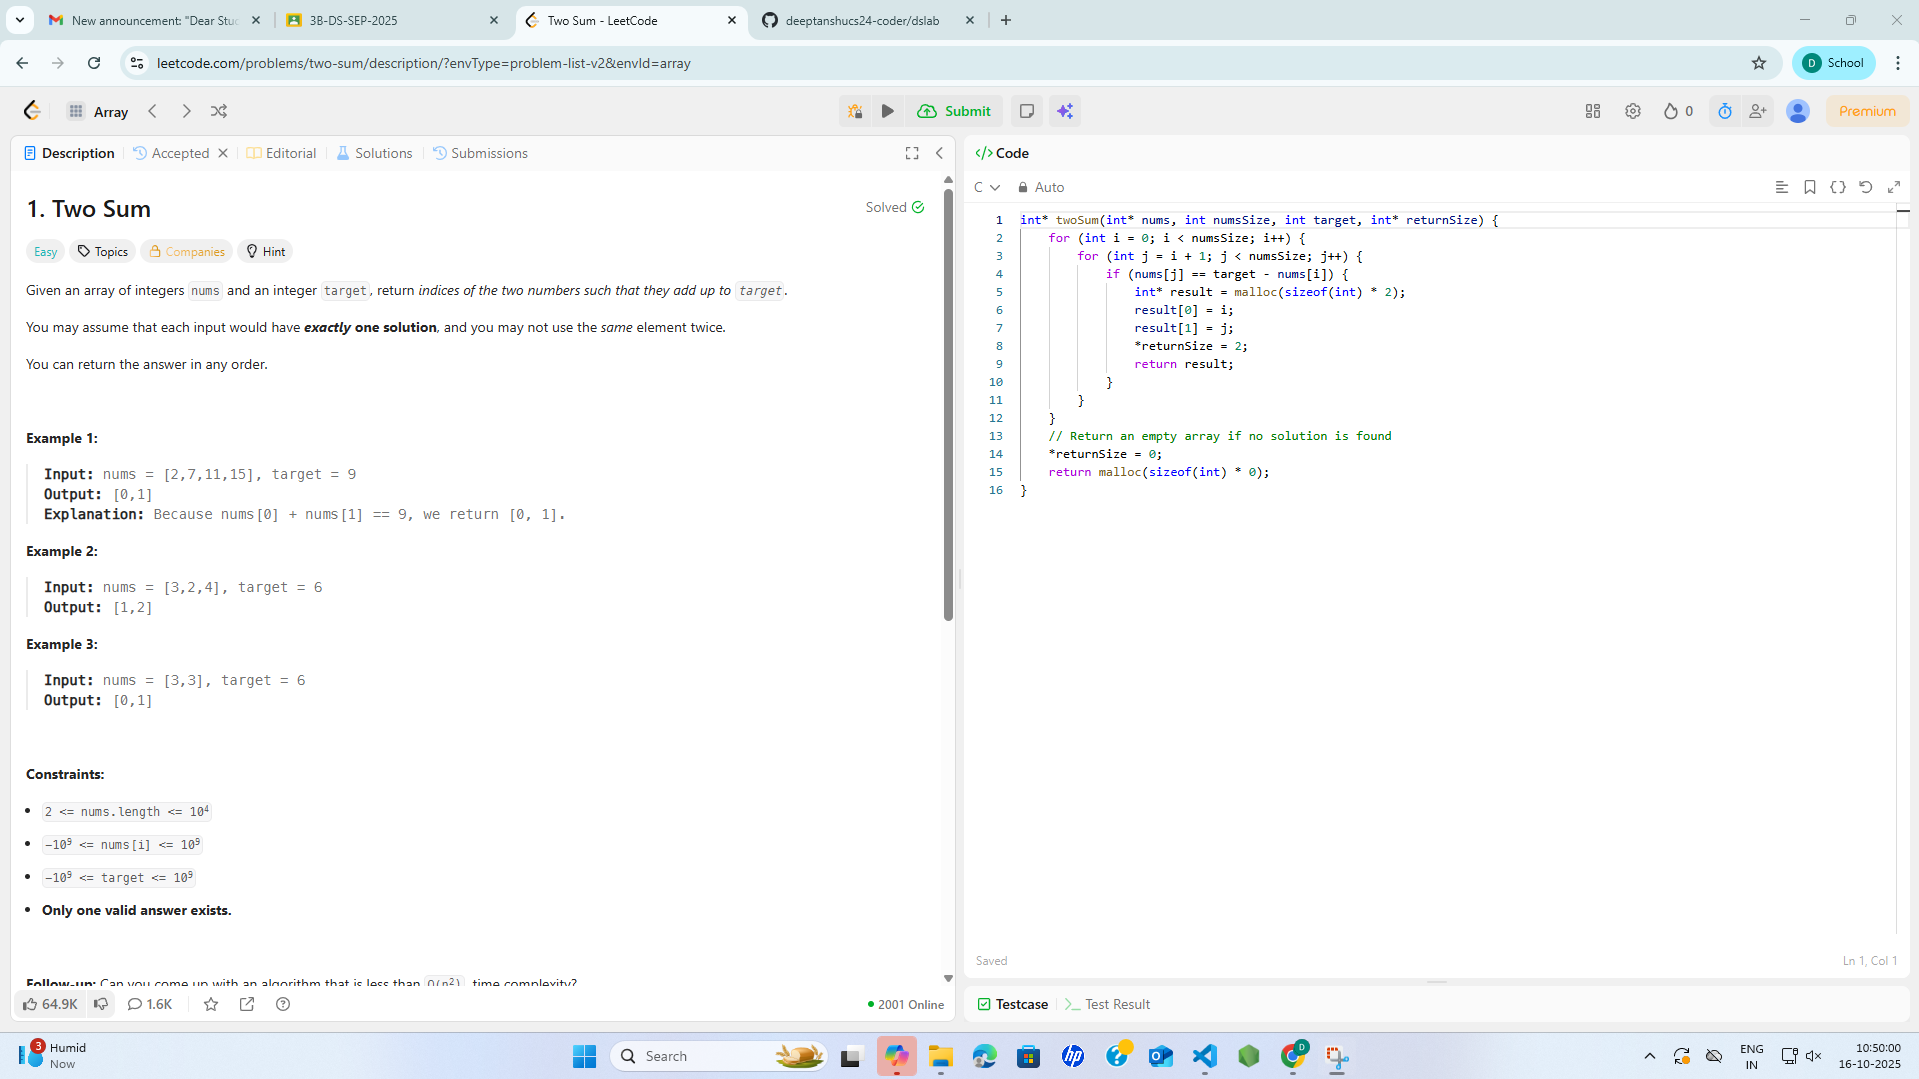 New announcement: "Dear Stuc
3B-DS-SEP-2025
Two Sum - LeetCode
deeptanshucs24-coder/dslab
leetcode.com/problems/two-sum/description/?envType=problem-list-v2&envId=array
D School
Array
Submit
0
Premium
Description
Accepted
Editorial
Solutions
Submissions
1. Two Sum
Solved
Easy
Topics
Companies
Hint
Given an array of integers nums and an integer target, return indices of the two numbers such that they add up to target.
You may assume that each input would have exactly one solution, and you may not use the same element twice.
You can return the answer in any order.
Example 1:
Input: nums = [2,7,11,15], target = 9
Output: [0,1]
Explanation: Because nums[0] + nums[1] == 9, we return [0, 1].
Example 2:
Input: nums = [3,2,4], target = 6
Output: [1,2]
Example 3:
Input: nums = [3,3], target = 6
Output: [0,1]
Constraints:
2 <= nums.length <= 10⁴
-10⁹ <= nums[i] <= 10⁹
-10⁹ <= target <= 10⁹
Only one valid answer exists.
Follow-up: Can you come up with an algorithm that is less than O(n²) time complexity?
64.9K
1.6K
2001 Online
Code
C
Auto
1 int* twoSum(int* nums, int numsSize, int target, int* returnSize) {
2 for (int i = 0; i < numsSize; i++) {
3 for (int j = i + 1; j < numsSize; j++) {
4 if (nums[j] == target - nums[i]) {
5 int* result = malloc(sizeof(int) * 2);
6 result[0] = i;
7 result[1] = j;
8 *returnSize = 2;
9 return result;
10 }
11 }
12 }
13 // Return an empty array if no solution is found
14 *returnSize = 0;
15 return malloc(sizeof(int) * 0);
16 }
Saved
Ln 1, Col 1
Testcase
Test Result
3
Humid
Now
Search
hp
D
ENG
IN
10:50:00
16-10-2025